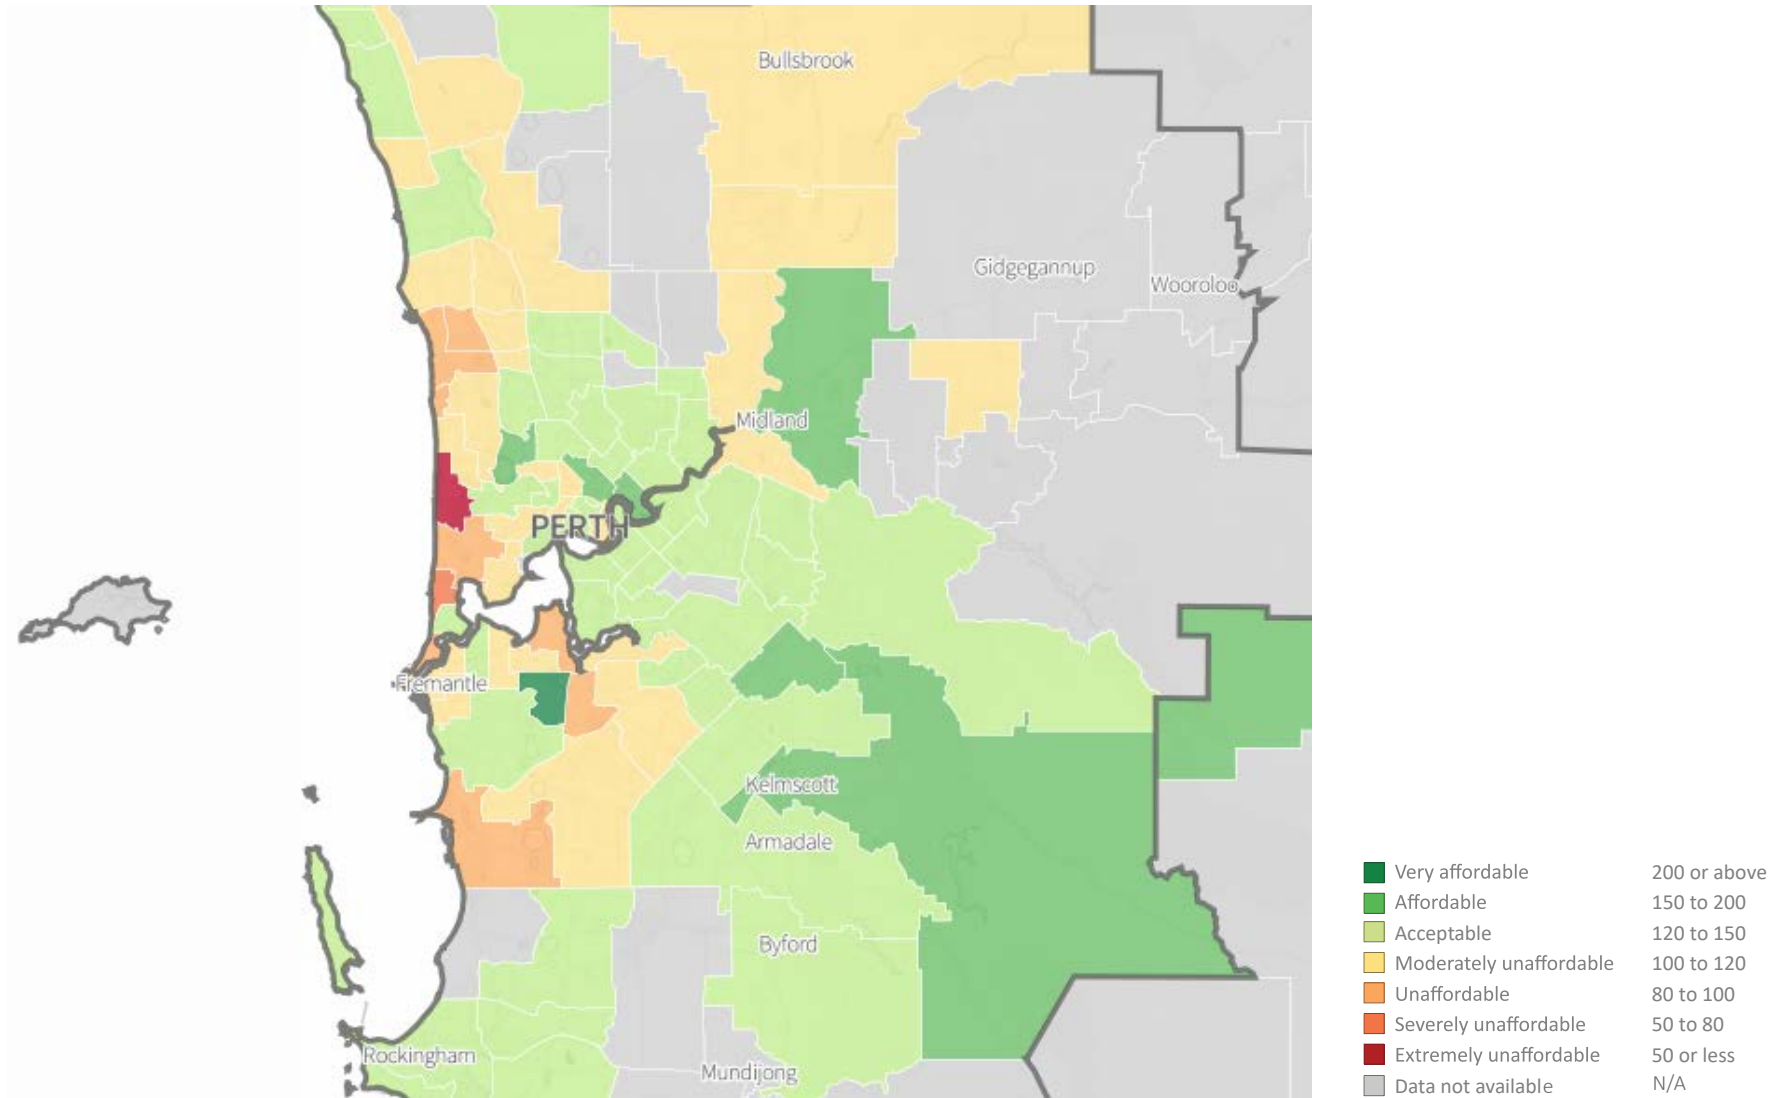 Bullsbrook
Gidgegannup
Wooroloo
Midland
PERTH
Fremantle
Kelmscott
Armadale
Byford
Rockingham
Mundijong
Very affordable 200 or above
Affordable 150 to 200
Acceptable 120 to 150
Moderately unaffordable 100 to 120
Unaffordable 80 to 100
Severely unaffordable 50 to 80
Extremely unaffordable 50 or less
Data not available N/A